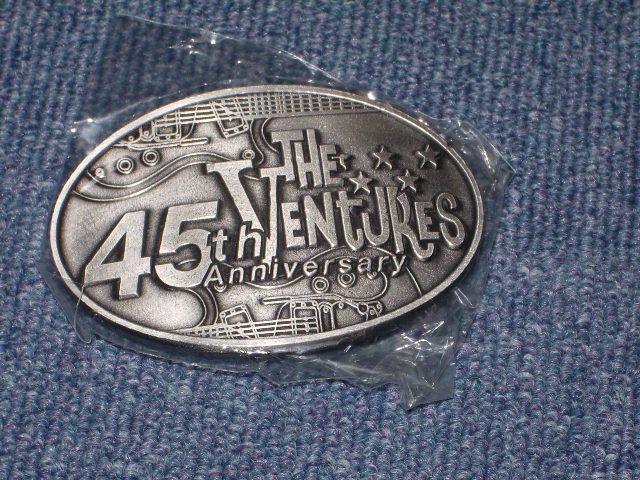 THE
VENTURES
45th
Anniversary